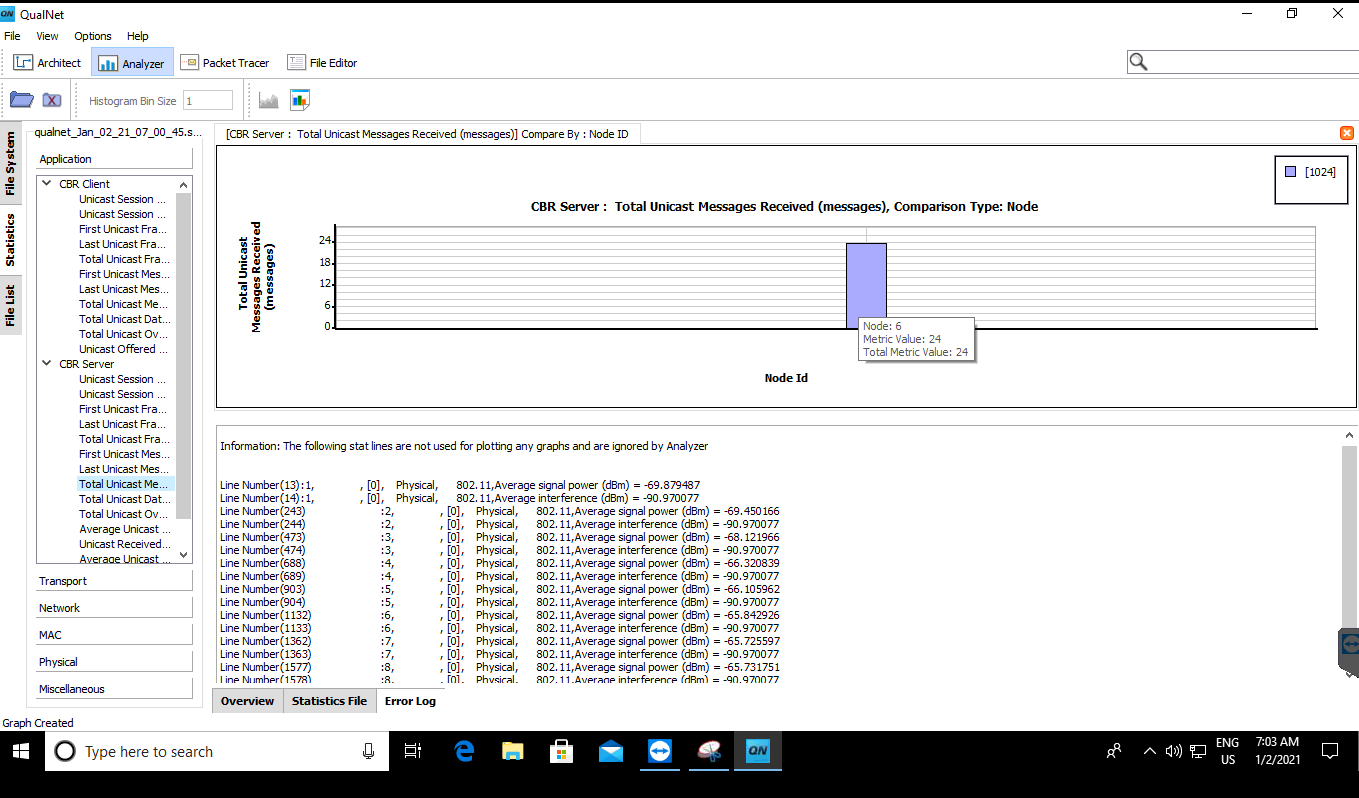 QN QualNet
File View Options Help
Architect Analyzer Packet Tracer File Editor
Histogram Bin Size 1
File System
Statistics
File List
qualnet_Jan_02_21_07_00_45.s...
Application
CBR Client
Unicast Session ...
Unicast Session ...
First Unicast Fra...
Last Unicast Fra...
Total Unicast Fra...
First Unicast Mes...
Last Unicast Mes...
Total Unicast Me...
Total Unicast Dat...
Total Unicast Ov...
Unicast Offered ...
CBR Server
Unicast Session ...
Unicast Session ...
First Unicast Fra...
Last Unicast Fra...
Total Unicast Fra...
First Unicast Mes...
Last Unicast Mes...
Total Unicast Me...
Total Unicast Dat...
Total Unicast Ov...
Average Unicast ...
Unicast Received...
Average Unicast ...
Transport
Network
MAC
Physical
Miscellaneous
[CBR Server : Total Unicast Messages Received (messages)] Compare By : Node ID
[1024]
CBR Server : Total Unicast Messages Received (messages), Comparison Type: Node
Total Unicast
Messages Received
(messages)
24
18
12
6
0
Node: 6
Metric Value: 24
Total Metric Value: 24
Node Id
Information: The following stat lines are not used for plotting any graphs and are ignored by Analyzer
Line Number(13):1, , [0], Physical, 802.11,Average signal power (dBm) = -69.879487
Line Number(14):1, , [0], Physical, 802.11,Average interference (dBm) = -90.970077
Line Number(243) :2, , [0], Physical, 802.11,Average signal power (dBm) = -69.450166
Line Number(244) :2, , [0], Physical, 802.11,Average interference (dBm) = -90.970077
Line Number(473) :3, , [0], Physical, 802.11,Average signal power (dBm) = -68.121966
Line Number(474) :3, , [0], Physical, 802.11,Average interference (dBm) = -90.970077
Line Number(688) :4, , [0], Physical, 802.11,Average signal power (dBm) = -66.320839
Line Number(689) :4, , [0], Physical, 802.11,Average interference (dBm) = -90.970077
Line Number(903) :5, , [0], Physical, 802.11,Average signal power (dBm) = -66.105962
Line Number(904) :5, , [0], Physical, 802.11,Average interference (dBm) = -90.970077
Line Number(1132) :6, , [0], Physical, 802.11,Average signal power (dBm) = -65.842926
Line Number(1133) :6, , [0], Physical, 802.11,Average interference (dBm) = -90.970077
Line Number(1362) :7, , [0], Physical, 802.11,Average signal power (dBm) = -65.725597
Line Number(1363) :7, , [0], Physical, 802.11,Average interference (dBm) = -90.970077
Line Number(1577) :8, , [0], Physical, 802.11,Average signal power (dBm) = -65.731751
Line Number(1578) :8, , [0], Physical, 802.11,Average interference (dBm) = -90.970077
Overview Statistics File Error Log
Graph Created
Type here to search
QN
ENG
US
7:03 AM
1/2/2021